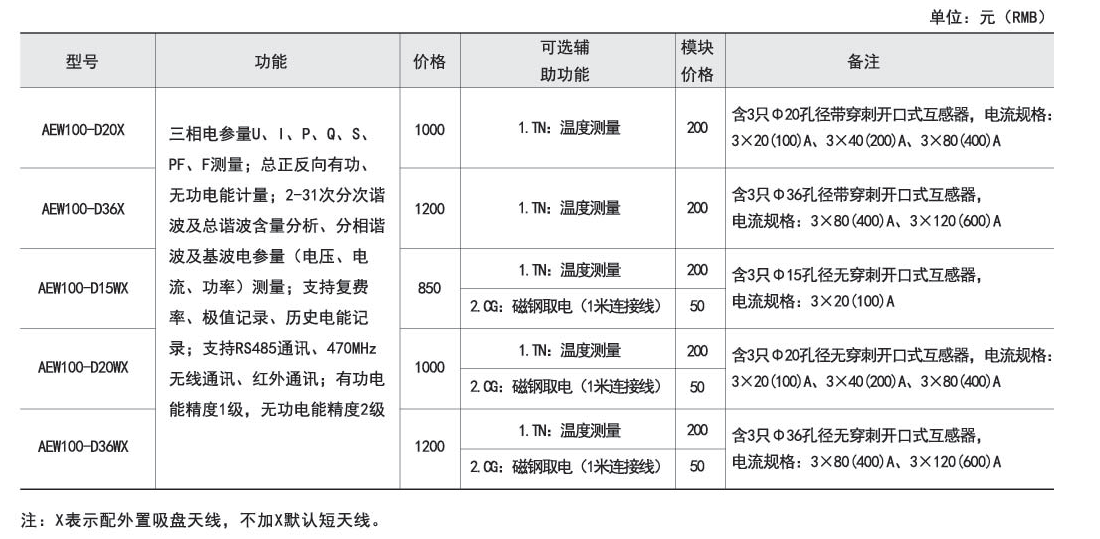 单位：元（RMB）
型号 功能 价格 可选辅助功能 模块价格 备注
AEW100-D20X
三相电参量U、I、P、Q、S、
PF、F测量；总正反向有功、
无功电能计量；2-31次分次谐
波及总谐波含量分析、分相谐
波及基波电参量（电压、电
流、功率）测量；支持复费
率、极值记录、历史电能记
录；支持RS485通讯、470MHz
无线通讯、红外通讯；有功电
能精度1级，无功电能精度2级
1000
1.TN：温度测量
200
含3只Φ20孔径带穿刺开口式互感器，电流规格：
3×20(100)A、3×40(200)A、3×80(400)A
AEW100-D36X
1200
1.TN：温度测量
200
含3只Φ36孔径带穿刺开口式互感器，
电流规格：3×80(400)A、3×120(600)A
AEW100-D15WX
850
1.TN：温度测量
200
2.CG：磁钢取电（1米连接线）
50
含3只Φ15孔径无穿刺开口式互感器，
电流规格：3×20(100)A
AEW100-D20WX
1000
1.TN：温度测量
200
2.CG：磁钢取电（1米连接线）
50
含3只Φ20孔径无穿刺开口式互感器，电流规格：
3×20(100)A、3×40(200)A、3×80(400)A
AEW100-D36WX
1200
1.TN：温度测量
200
2.CG：磁钢取电（1米连接线）
50
含3只Φ36孔径无穿刺开口式互感器，
电流规格：3×80(400)A、3×120(600)A
注：X表示配外置吸盘天线，不加X默认短天线。